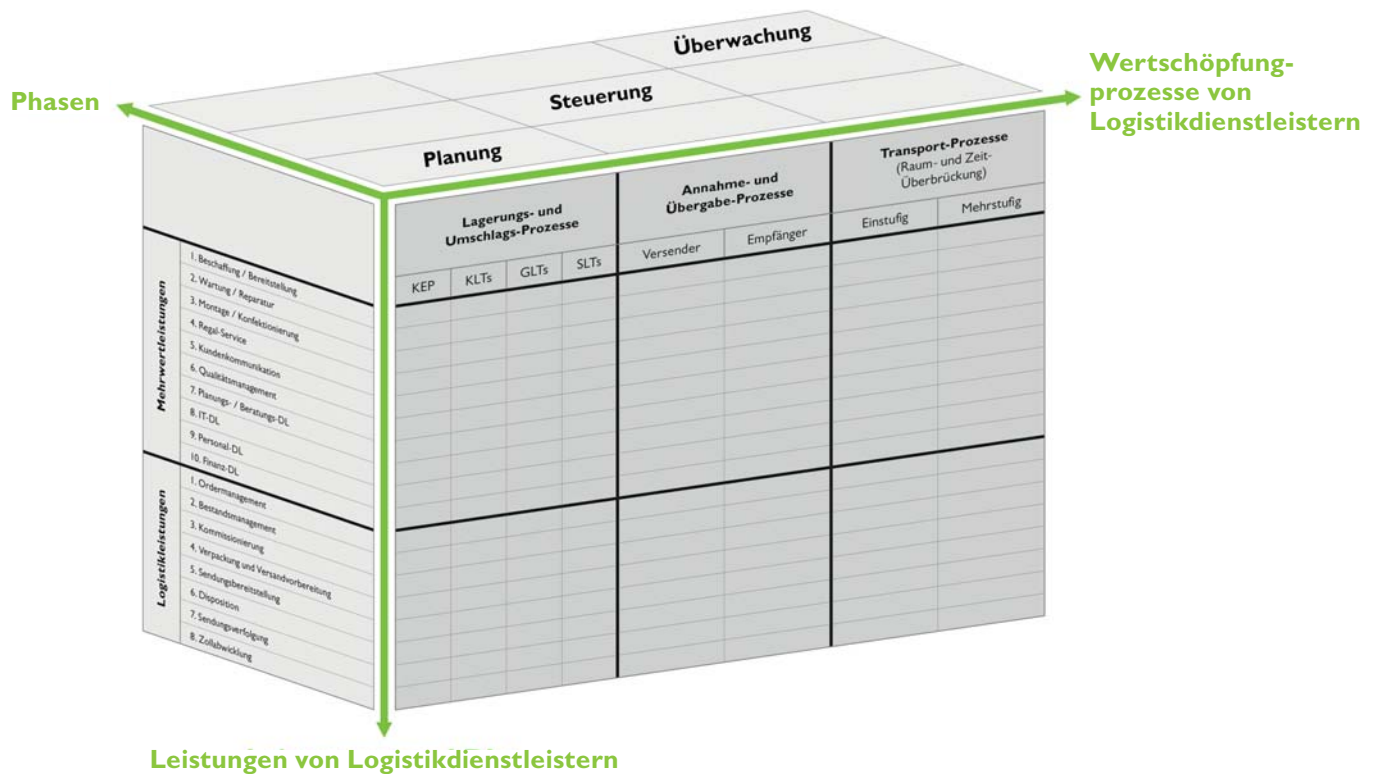 Überwachung
Steuerung
Planung
Phasen
Wertschöpfung-
prozesse von
Logistikdienstleistern
Lagerungs- und
Umschlags-Prozesse
Annahme- und
Übergabe-Prozesse
Transport-Prozesse
(Raum- und Zeit-
Überbrückung)
KEP
KLTs
GLTs
SLTs
Versender
Empfänger
Einstufig
Mehrstufig
Mehrwertleistungen
1. Beschaffung / Bereitstellung
2. Wartung / Reparatur
3. Montage / Konfektionierung
4. Regal-Service
5. Kundenkommunikation
6. Qualitätsmanagement
7. Planungs- / Beratungs-DL
8. IT-DL
9. Personal-DL
10. Finanz-DL
Logistikleistungen
1. Ordermanagement
2. Bestandsmanagement
3. Kommissionierung
4. Verpackung und Versandvorbereitung
5. Sendungsbereitstellung
6. Disposition
7. Sendungsverfolgung
8. Zollabwicklung
Leistungen von Logistikdienstleistern